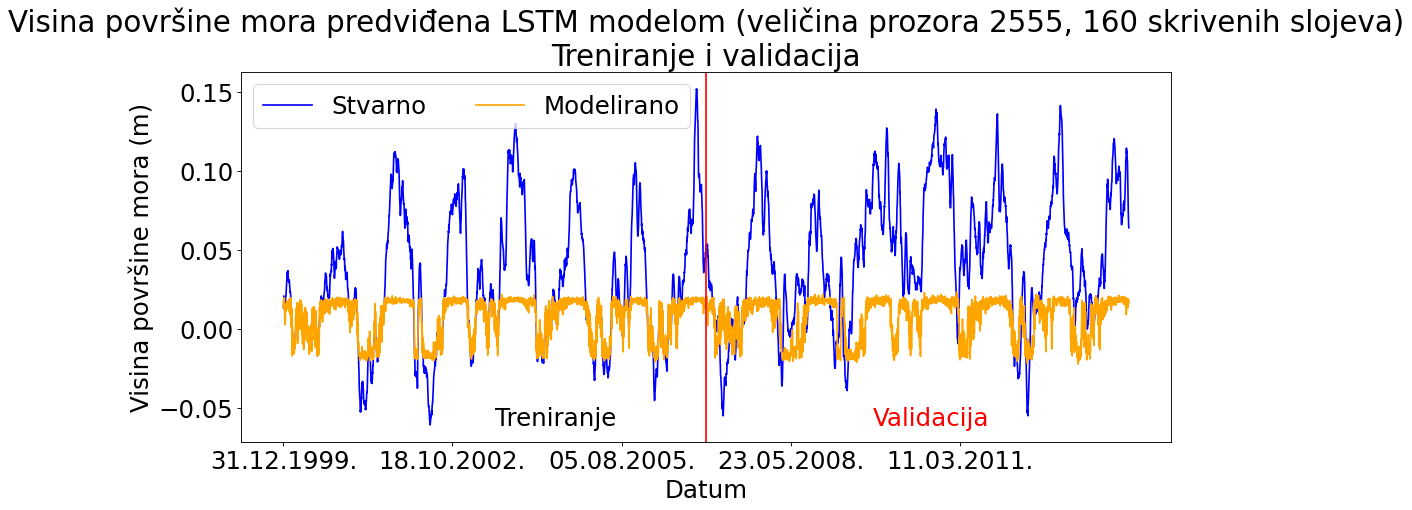 Visina površine mora predviđena LSTM modelom (veličina prozora 2555, 160 skrivenih slojeva)
Treniranje i validacija
Stvarno Modelirano
Visina površine mora (m)
0.15
0.10
0.05
0.00
−0.05
Treniranje Validacija
31.12.1999. 18.10.2002. 05.08.2005. 23.05.2008. 11.03.2011.
Datum